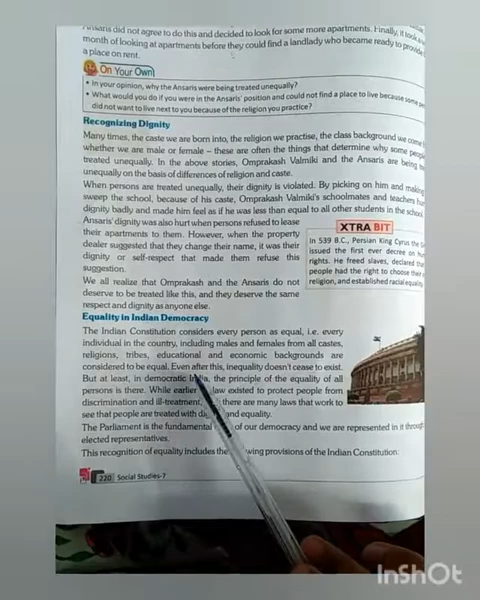 Ansaris did not agree to do this and decided to look for some more apartments. Finally, it took a
month of looking at apartments before they could find a landlady who became ready to provide
a place on rent.
On Your Own
• In your opinion, why the Ansaris were being treated unequally?
• What would you do if you were in the Ansaris' position and could not find a place to live because some
did not want to live next to you because of the religion you practice?
Recognizing Dignity
Many times, the caste we are born into, the religion we practise, the class background we come
whether we are male or female – these are often the things that determine why some people
treated unequally. In the above stories, Omprakash Valmiki and the Ansaris are being
unequally on the basis of differences of religion and caste.
When persons are treated unequally, their dignity is violated. By picking on him and making
sweep the school, because of his caste, Omprakash Valmiki's schoolmates and teachers
dignity badly and made him feel as if he was less than equal to all other students in the school.
Ansaris' dignity was also hurt when persons refused to lease
their apartments to them. However, when the property
dealer suggested that they change their name, it was their
dignity or self-respect that made them refuse this
suggestion.
We all realize that Omprakash and the Ansaris do not
deserve to be treated like this, and they deserve the same
respect and dignity as anyone else.
XTRA BIT
In 539 B.C., Persian King Cyrus the
issued the first ever decree on
rights. He freed slaves, declared
people had the right to choose their
religion, and established racial equality.
Equality in Indian Democracy
The Indian Constitution considers every person as equal, i.e. every
individual in the country, including males and females from all castes,
religions, tribes, educational and economic backgrounds are
considered to be equal. Even after this, inequality doesn't cease to exist.
But at least, in democratic India, the principle of the equality of all
persons is there. While earlier law existed to protect people from
discrimination and ill-treatment, there are many laws that work to
see that people are treated with and equality.
The Parliament is the fundamental of our democracy and we are represented in it through
elected representatives.
This recognition of equality includes the provisions of the Indian Constitution:
220 Social Studies-7
InShOt